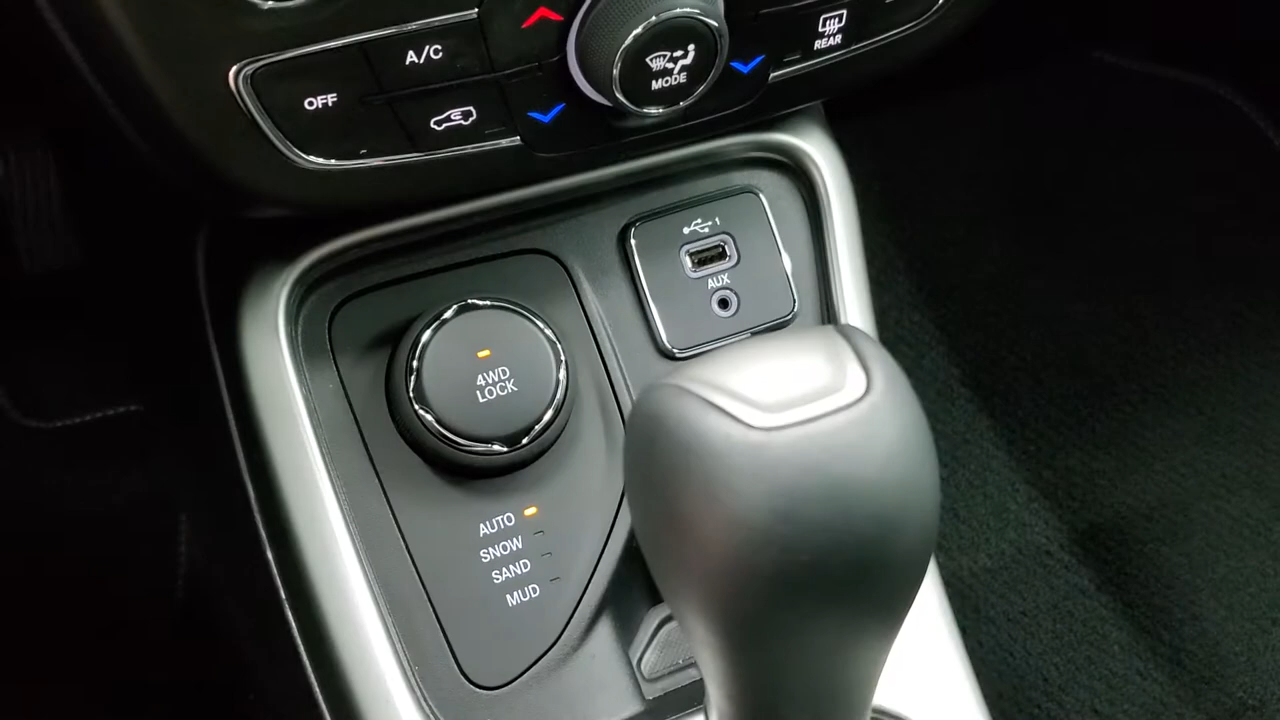 A/C
OFF
MODE
REAR
1
AUX
4WD
LOCK
AUTO
SNOW
SAND
MUD